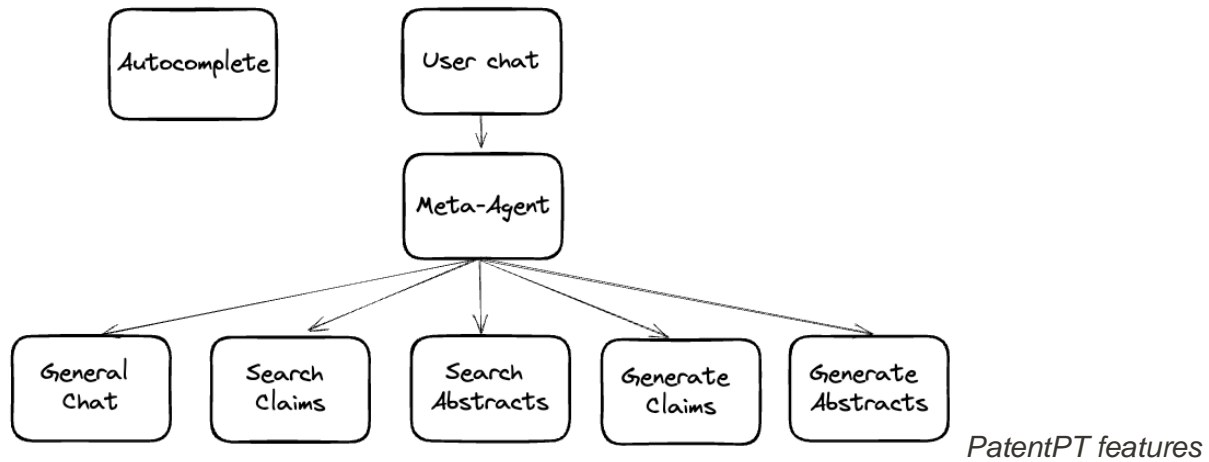 Autocomplete
User chat
Meta-Agent
General
Chat
Search
Claims
Search
Abstracts
Generate
Claims
Generate
Abstracts
PatentPT features